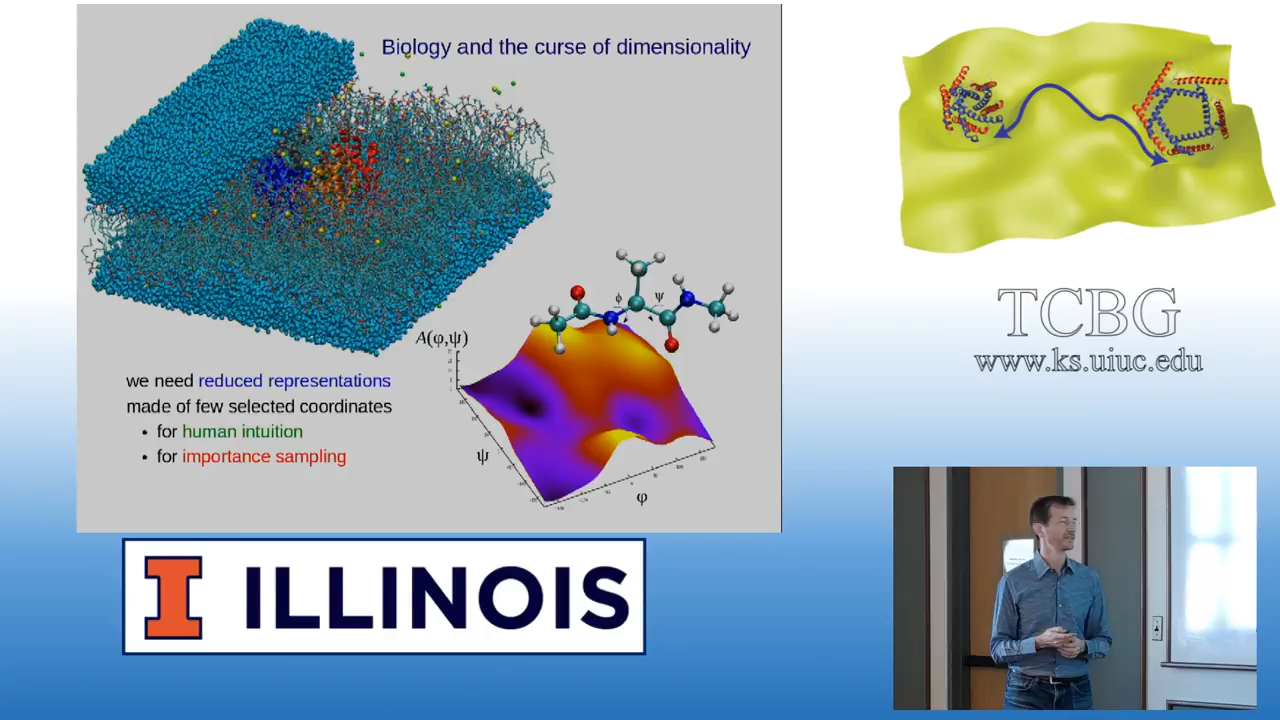 Biology and the curse of dimensionality
ϕ
ψ
A(φ,ψ)
we need reduced representations
made of few selected coordinates
• for human intuition
• for importance sampling
ψ
φ
TCBG
www.ks.uiuc.edu
I ILLINOIS